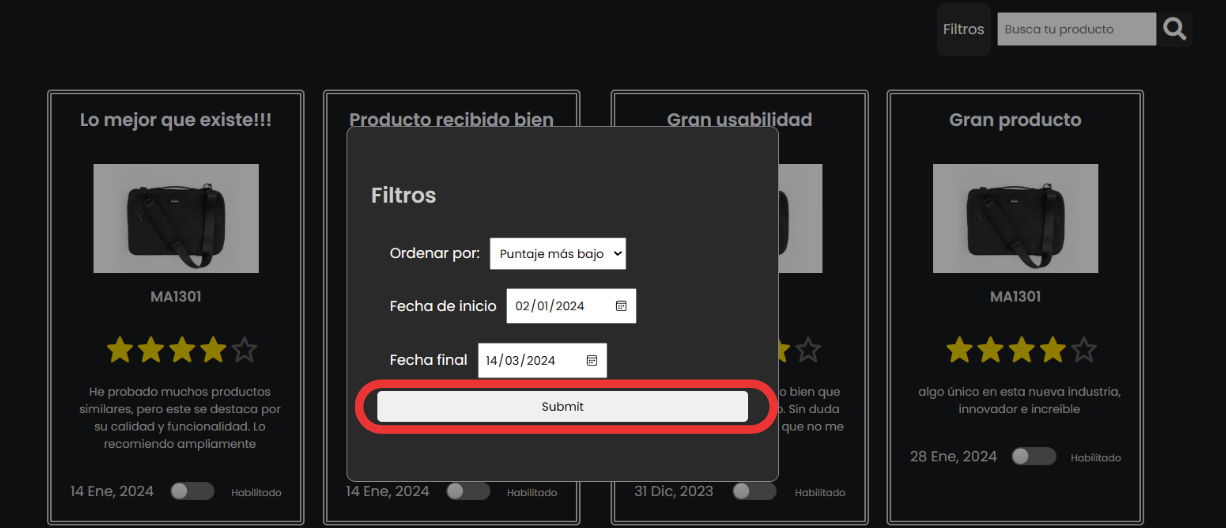 Filtros
Busca tu producto
Lo mejor que existe!!!
Producto recibido bien
Gran usabilidad
Gran producto
Filtros
Ordenar por: Puntaje más bajo
Fecha de inicio 02/01/2024
Fecha final 14/03/2024
Submit
MA1301
MA1301
He probado muchos productos
similares, pero este se destaca por
su calidad y funcionalidad. Lo
recomiendo ampliamente
o bien que
. Sin duda
que no me
algo único en esta nueva industria,
innovador e increíble
28 Ene, 2024 Habilitado
14 Ene, 2024 Habilitado
14 Ene, 2024 Habilitado
31 Dic, 2023 Habilitado